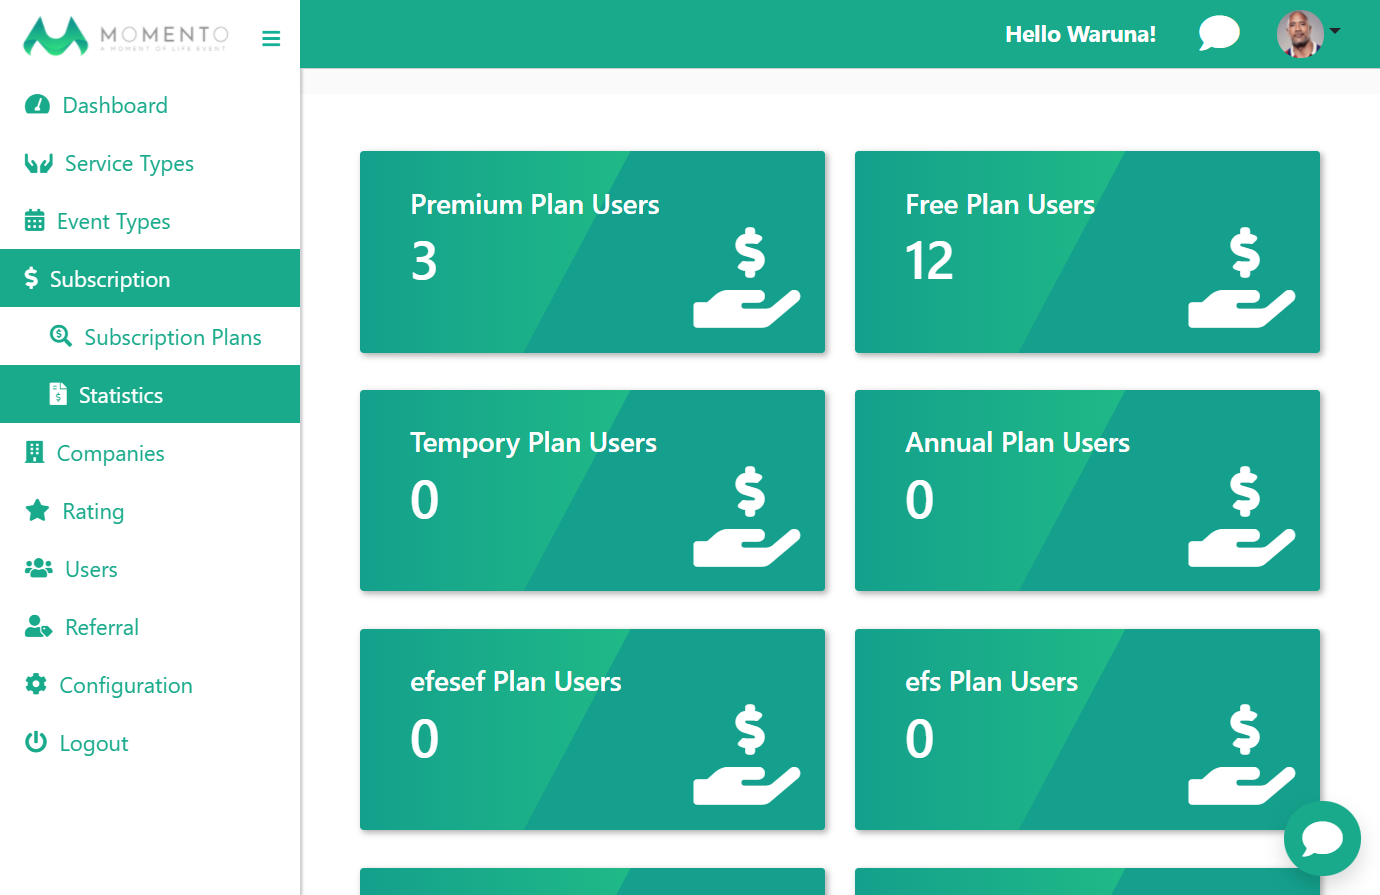 MOMENTO
A MOMENT OF LIFE EVENT
Hello Waruna!
Dashboard
Service Types
Event Types
Subscription
Subscription Plans
Statistics
Companies
Rating
Users
Referral
Configuration
Logout
Premium Plan Users
3
Free Plan Users
12
Tempory Plan Users
0
Annual Plan Users
0
efesef Plan Users
0
efs Plan Users
0